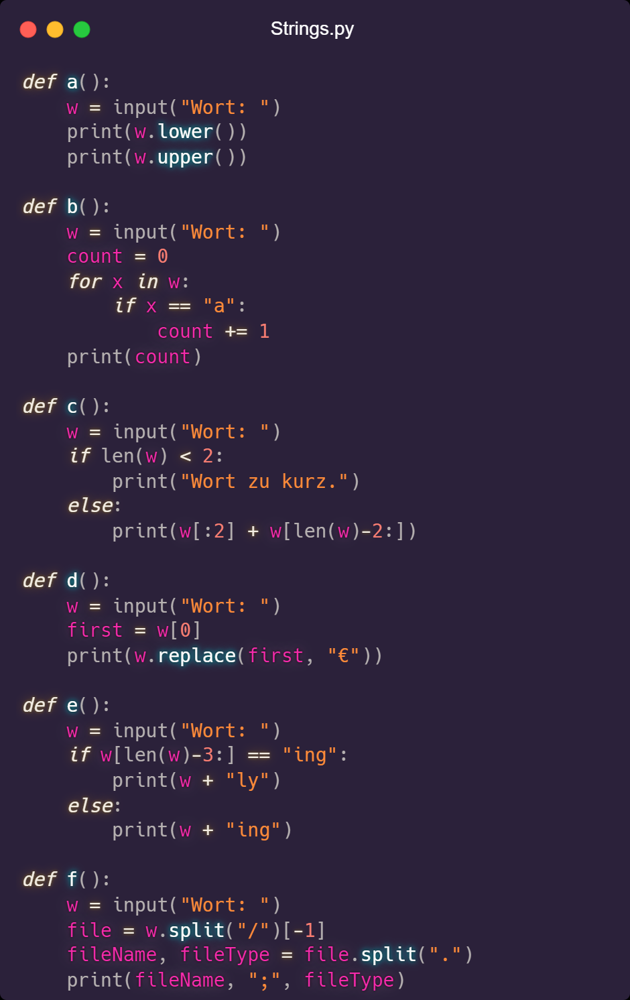 Strings.py
def a():
    w = input("Wort: ")
    print(w.lower())
    print(w.upper())

def b():
    w = input("Wort: ")
    count = 0
    for x in w:
        if x == "a":
            count += 1
    print(count)

def c():
    w = input("Wort: ")
    if len(w) < 2:
        print("Wort zu kurz.")
    else:
        print(w[:2] + w[len(w)-2:])

def d():
    w = input("Wort: ")
    first = w[0]
    print(w.replace(first, "€"))

def e():
    w = input("Wort: ")
    if w[len(w)-3:] == "ing":
        print(w + "ly")
    else:
        print(w + "ing")

def f():
    w = input("Wort: ")
    file = w.split("/")[-1]
    fileName, fileType = file.split(".")
    print(fileName, ";", fileType)